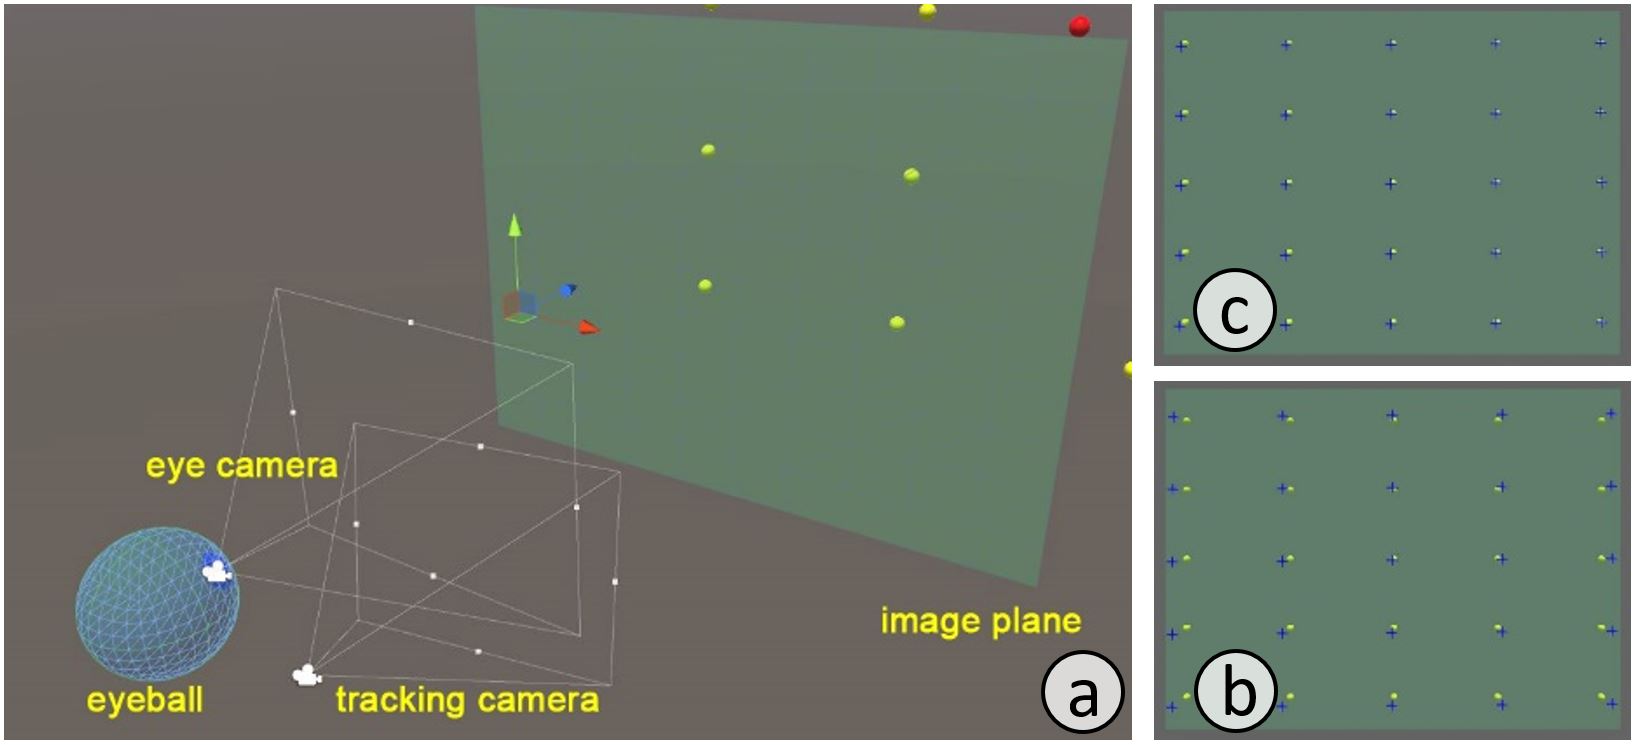 eye camera
eyeball
tracking camera
image plane
a
c
b